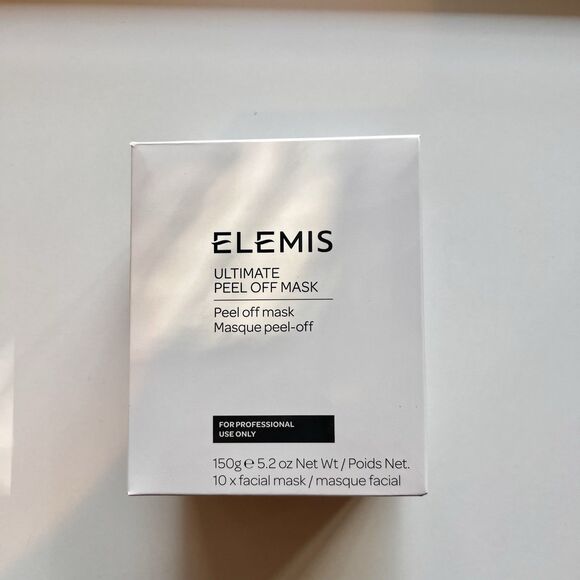 ELEMIS
ULTIMATE
PEEL OFF MASK
Peel off mask
Masque peel-off
FOR PROFESSIONAL
USE ONLY
150g ℮ 5.2 oz Net Wt / Poids Net.
10 x facial mask / masque facial